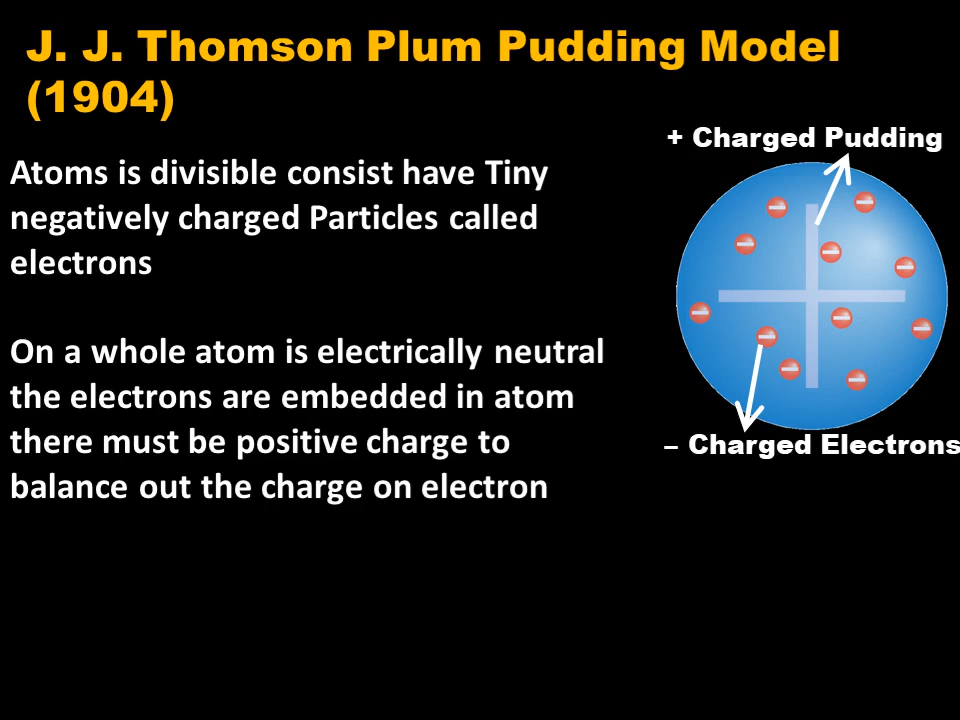 J. J. Thomson Plum Pudding Model
(1904)
+ Charged Pudding
Atoms is divisible consist have Tiny
negatively charged Particles called
electrons
On a whole atom is electrically neutral
the electrons are embedded in atom
there must be positive charge to
balance out the charge on electron
– Charged Electrons